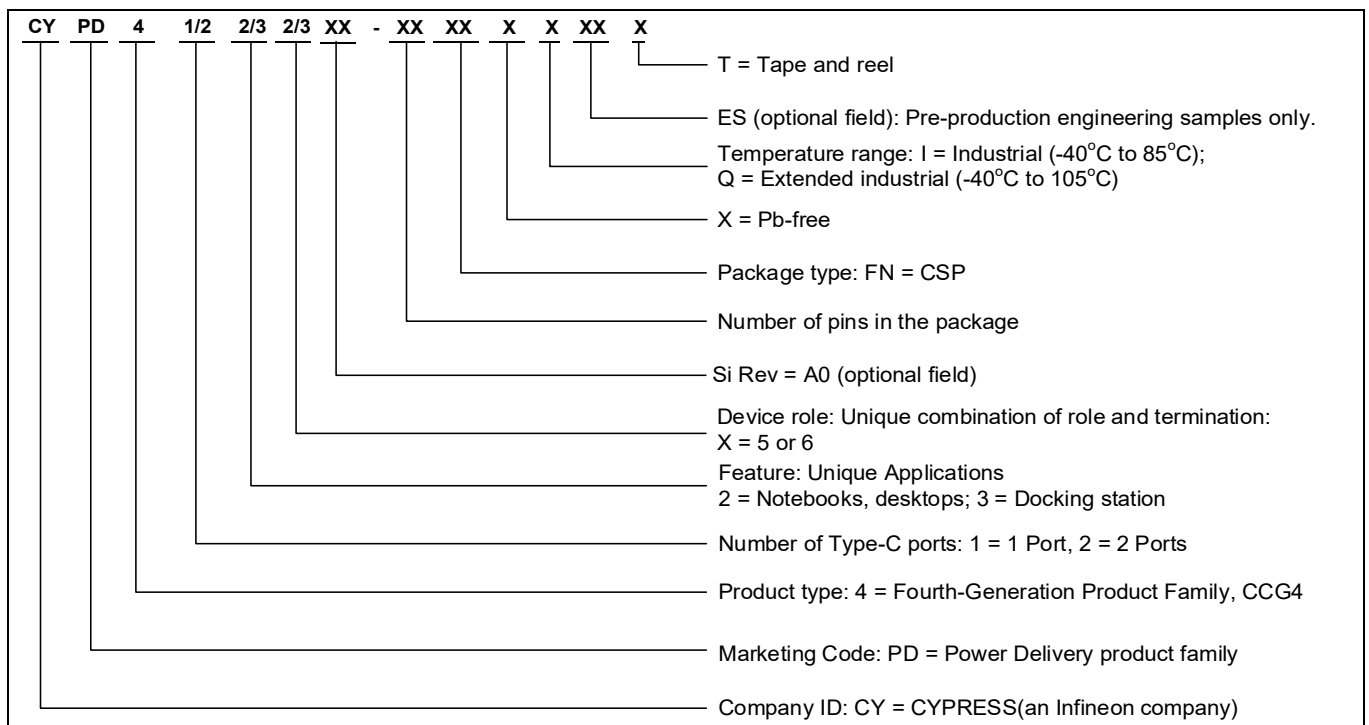 CY PD 4 1/2 2/3 2/3 XX - XX XX X X XX X
T = Tape and reel
ES (optional field): Pre-production engineering samples only.
Temperature range: I = Industrial (-40°C to 85°C);
Q = Extended industrial (-40°C to 105°C)
X = Pb-free
Package type: FN = CSP
Number of pins in the package
Si Rev = A0 (optional field)
Device role: Unique combination of role and termination:
X = 5 or 6
Feature: Unique Applications
2 = Notebooks, desktops; 3 = Docking station
Number of Type-C ports: 1 = 1 Port, 2 = 2 Ports
Product type: 4 = Fourth-Generation Product Family, CCG4
Marketing Code: PD = Power Delivery product family
Company ID: CY = CYPRESS(an Infineon company)